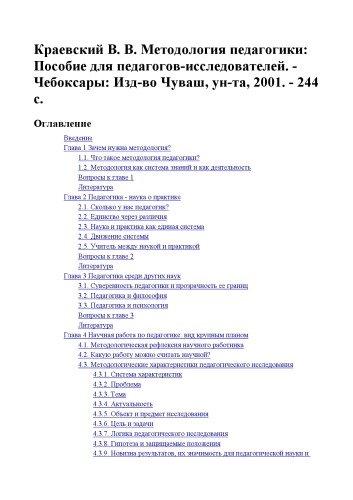 Краевский В. В. Методология педагогики:
Пособие для педагогов-исследователей. -
Чебоксары: Изд-во Чуваш, ун-та, 2001. - 244
с.
Оглавление
Введение
Глава 1 Зачем нужна методология?
1.1. Что такое методология педагогики?
1.2. Методология как система знаний и как деятельность
Вопросы к главе 1
Литература
Глава 2 Педагогика - наука о практике
2.1. Сколько у нас педагогик?
2.2. Единство через различия
2.3. Наука и практика как единая система
2.4. Движение системы
2.5. Учитель между наукой и практикой
Вопросы к главе 2
Литература
Глава 3 Педагогика среди других наук
3.1. Суверенность педагогики и прозрачность ее границ
3.2. Педагогика и философия
3.3. Педагогика и психология
Вопросы к главе 3
Литература
Глава 4 Научная работа по педагогике: вид крупным планом
4.1. Методологическая рефлексия научного работника
4.2. Какую работу можно считать научной?
4.3. Методологические характеристики педагогического исследования
4.3.1. Система характеристик
4.3.2. Проблема
4.3.3. Тема
4.3.4. Актуальность
4.3.5. Объект и предмет исследования
4.3.6. Цель и задачи
4.3.7. Логика педагогического исследования
4.3.8. Гипотеза и защищаемые положения
4.3.9. Новизна результатов, их значимость для педагогической науки и